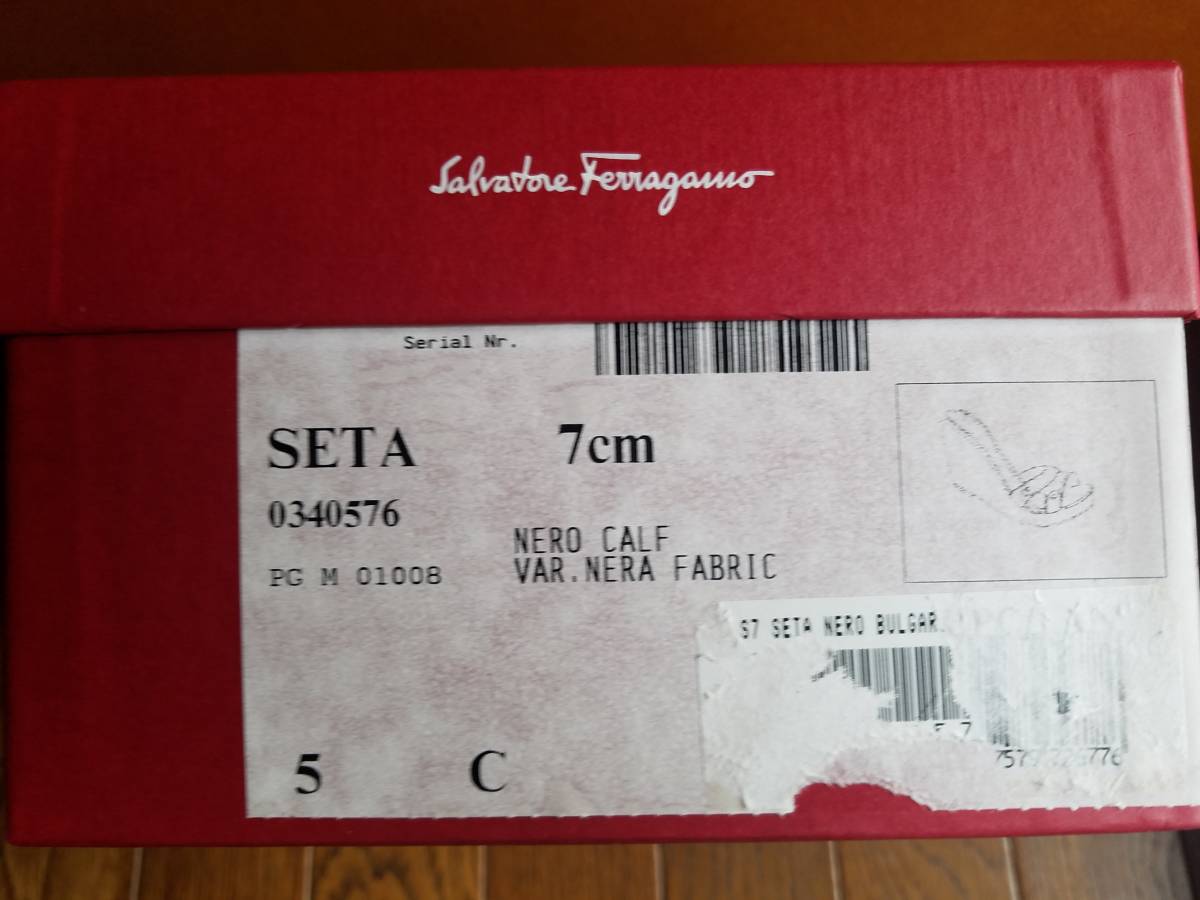 Salvatore Ferragamo
Serial Nr.
SETA 7cm
0340576
NERO CALF
PG M 01008 VAR.NERA FABRIC
S7 SETA NERO BULGAR
5 C